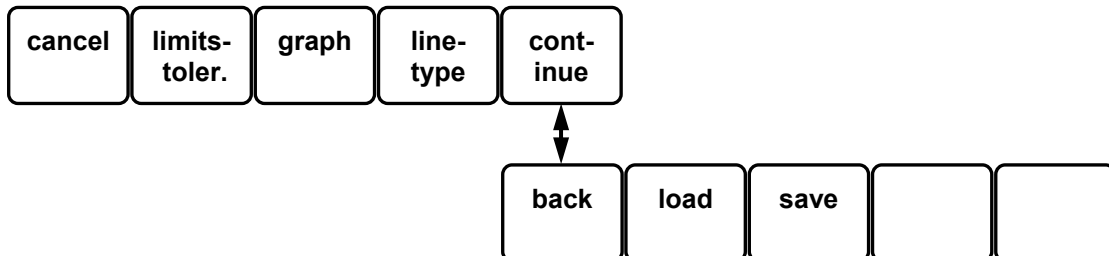 cancel
limits-
toler.
graph
line-
type
cont-
inue
back
load
save